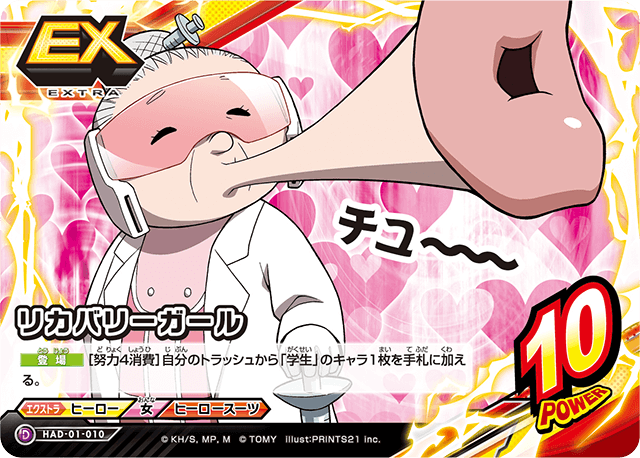 EX
EXTRA
チュ〜〜〜
リカバリーガール
登場 [努力4消費]自分のトラッシュから「学生」のキャラ1枚を手札に加え
る。
10
POWER
エクストラ ヒーロー 女 ヒーロースーツ
D HAD-01-010
©KH/S, MP, M ©TOMY illust:PRINTS21 inc.